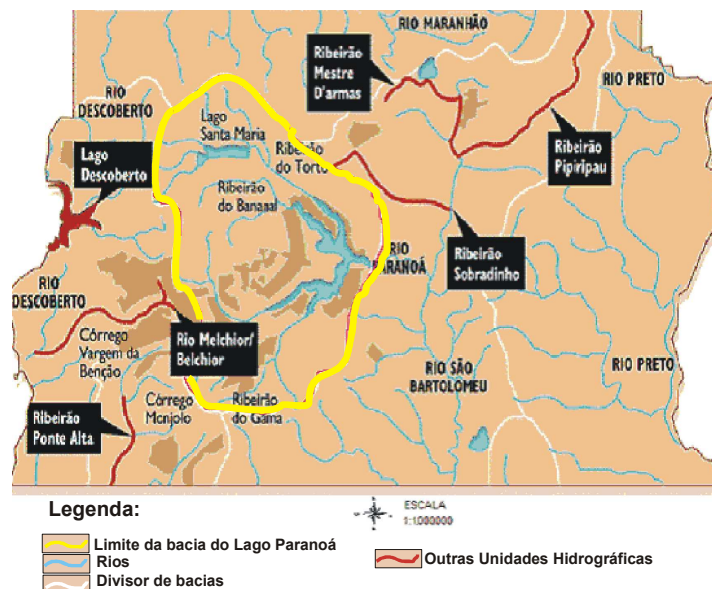 RIO MARANHÃO
Ribeirão
Mestre
D'armas
RIO PRETO
RIO
DESCOBERTO
Lago
Santa Maria
Lago
Descoberto
Ribeirão
do Torto
Ribeirão
Pipiripau
Ribeirão
do Bananal
RIO
PARANOÁ
Ribeirão
Sobradinho
RIO
DESCOBERTO
Rio Melchior/
Belchior
Córrego
Vargem da
Benção
RIO SÃO
BARTOLOMEU
RIO PRETO
Ribeirão
Ponte Alta
Córrego
Monjolo
Ribeirão
do Gama
Legenda:
ESCALA
1:1000000
Limite da bacia do Lago Paranoá
Rios
Divisor de bacias
Outras Unidades Hidrográficas